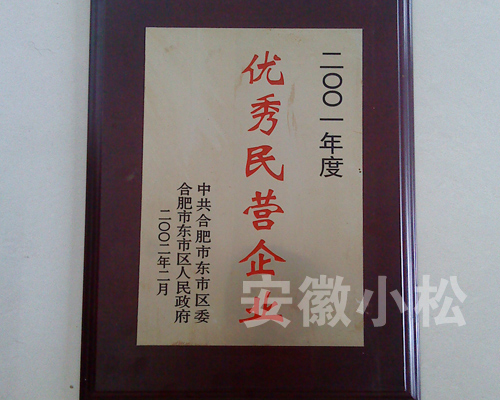 二〇〇一年度
优秀民营企业
中共合肥市东市区委
合肥市东市区人民政府
二〇〇二年二月
安徽小松